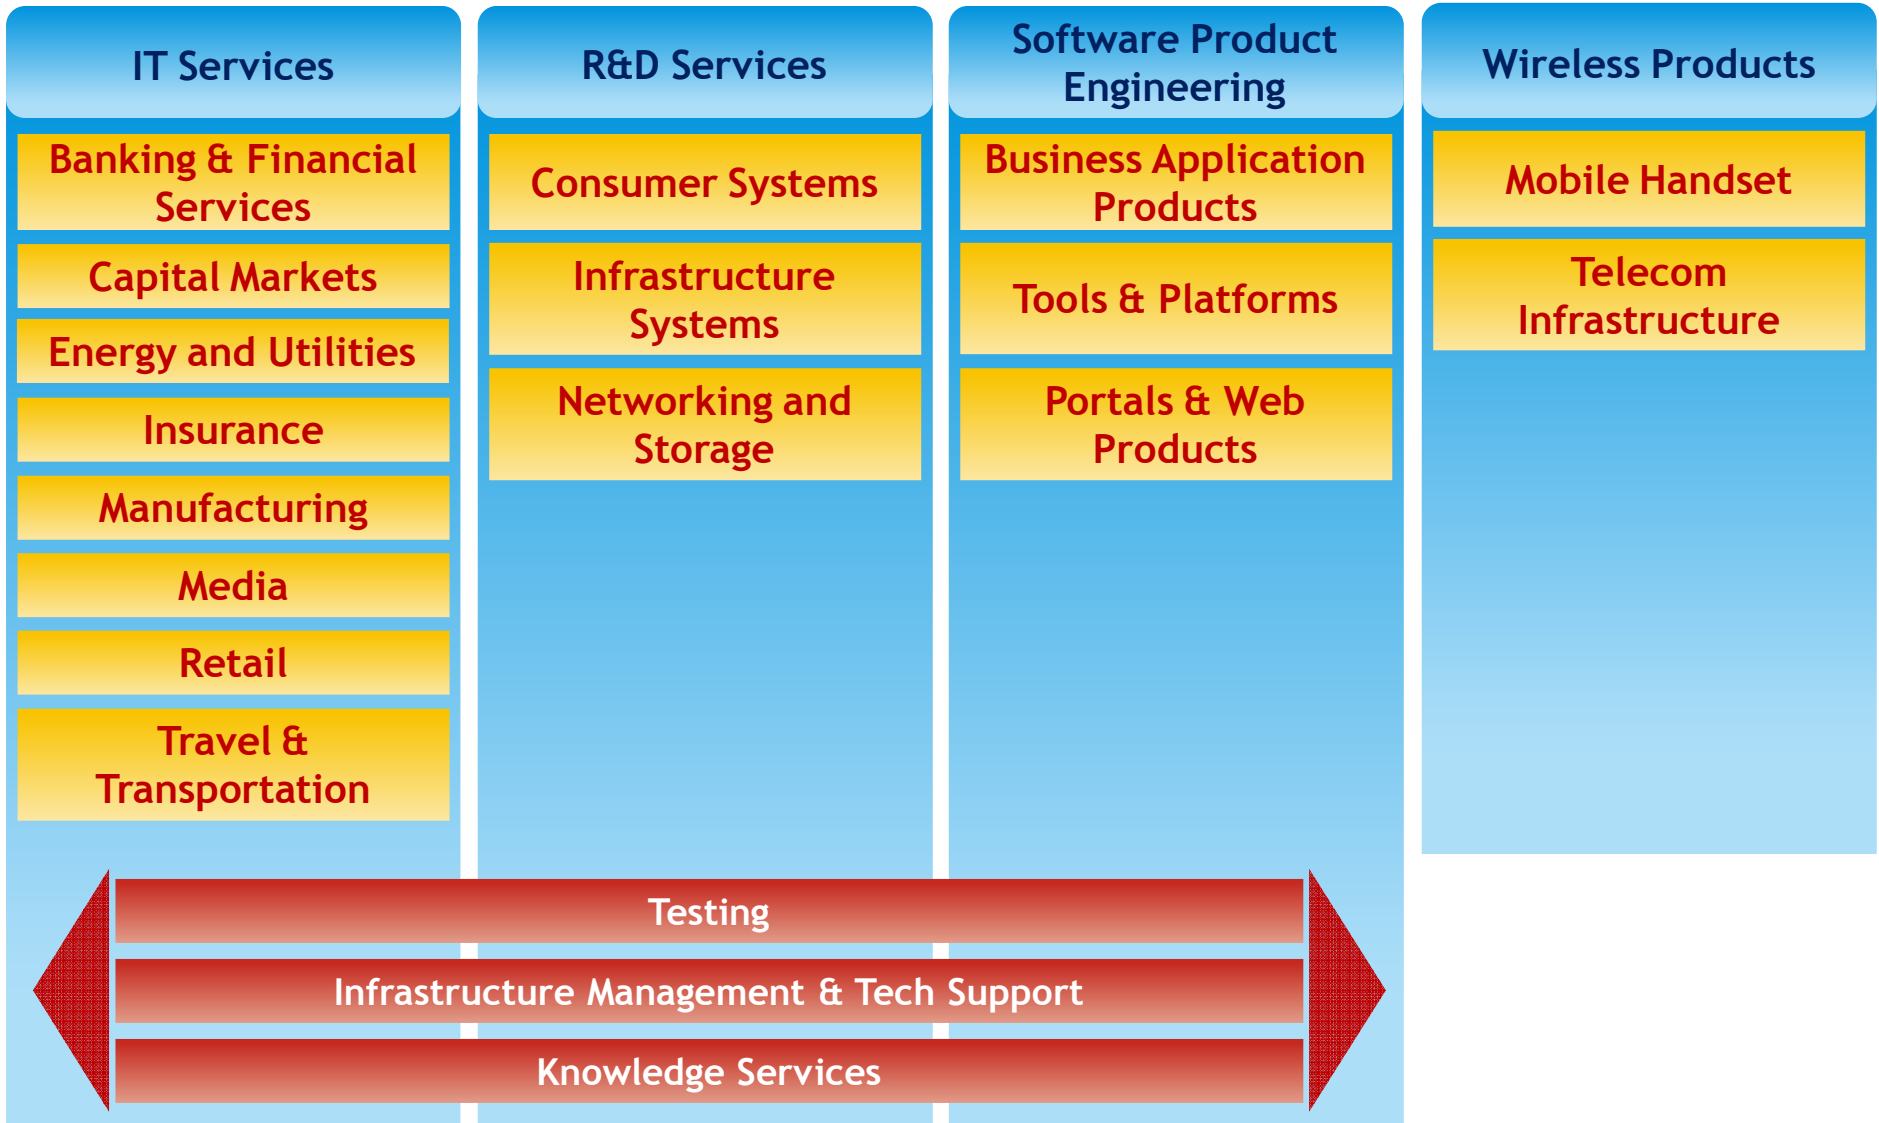 IT Services
Banking & Financial
Services
Capital Markets
Energy and Utilities
Insurance
Manufacturing
Media
Retail
Travel &
Transportation
R&D Services
Consumer Systems
Infrastructure
Systems
Networking and
Storage
Software Product
Engineering
Business Application
Products
Tools & Platforms
Portals & Web
Products
Wireless Products
Mobile Handset
Telecom
Infrastructure
Testing
Infrastructure Management & Tech Support
Knowledge Services